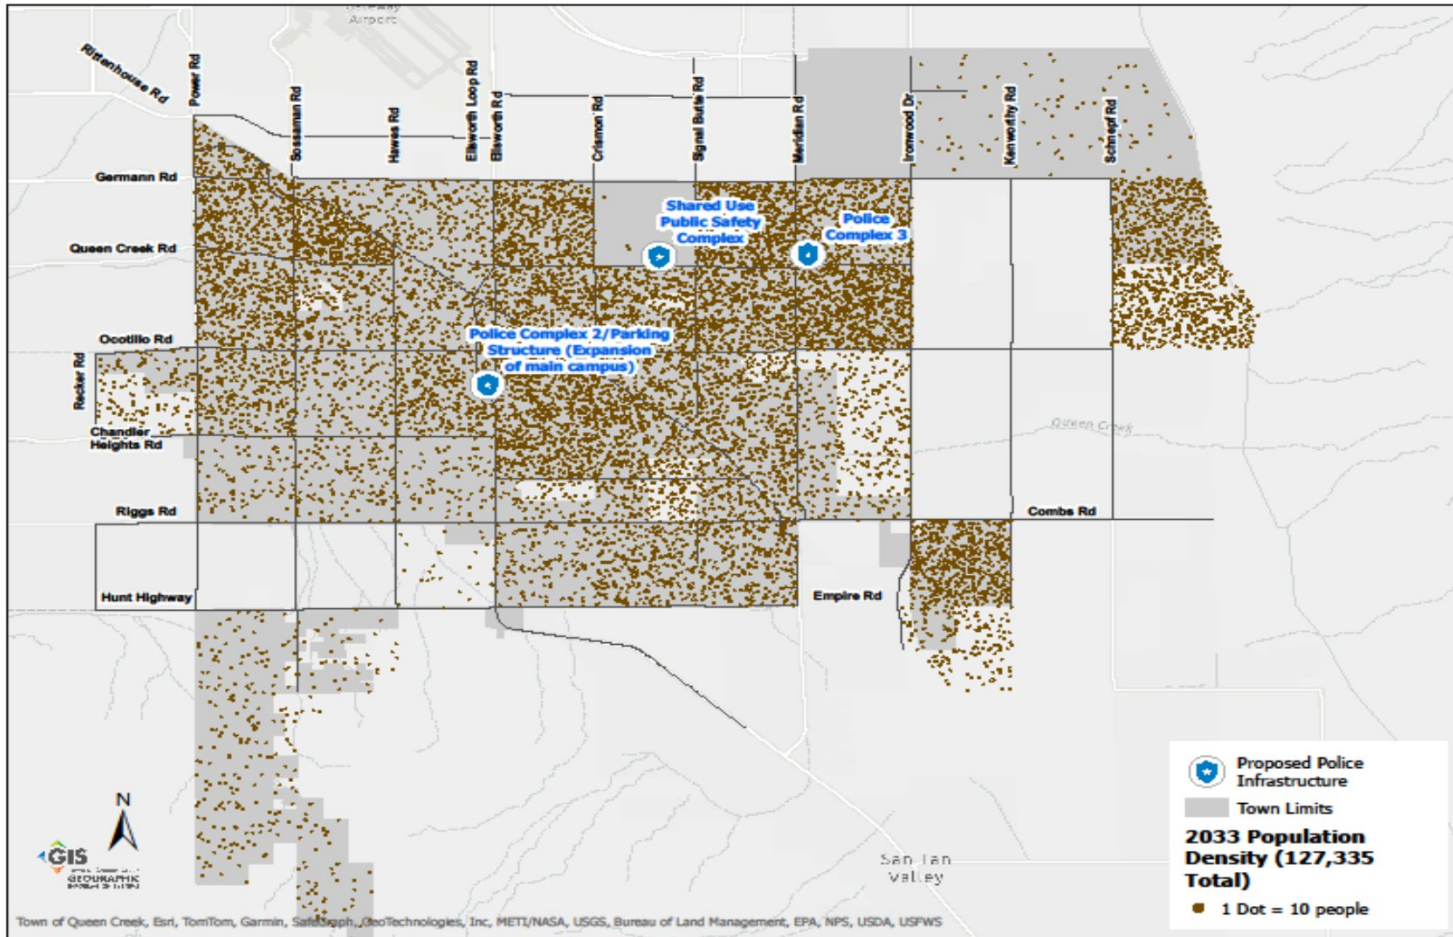 Gateway
Airport
Rittenhouse Rd
Power Rd
Sossaman Rd
Hawes Rd
Ellsworth Loop Rd
Ellsworth Rd
Crismon Rd
Signal Butte Rd
Meridian Rd
Ironwood Dr
Kenworthy Rd
Schnepf Rd
Germann Rd
Shared Use
Public Safety
Complex
Police
Complex 3
Queen Creek Rd
Ocotillo Rd
Police Complex 2/Parking
Structure (Expansion
of main campus)
Recker Rd
Chandler
Heights Rd
Queen Creek
Riggs Rd
Combs Rd
Hunt Highway
Empire Rd
Proposed Police
Infrastructure
Town Limits
2033 Population
Density (127,335
Total)
1 Dot = 10 people
N
GIS
GEOGRAPHIC
San Tan
Valley
Town of Queen Creek, Esri, TomTom, Garmin, SafeGraph, GeoTechnologies, Inc, METI/NASA, USGS, Bureau of Land Management, EPA, NPS, USDA, USFWS